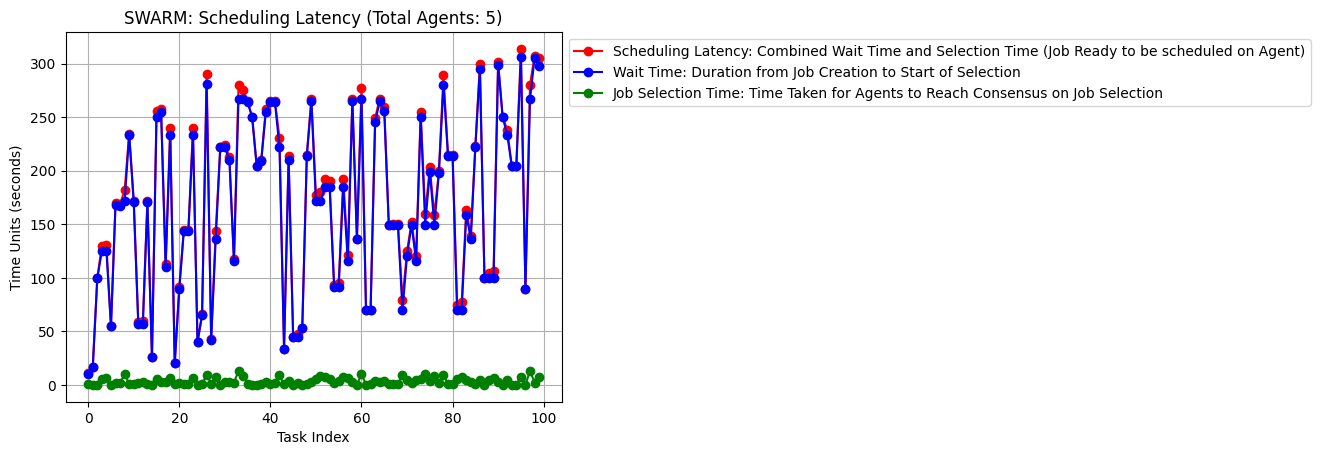 SWARM: Scheduling Latency (Total Agents: 5)
Scheduling Latency: Combined Wait Time and Selection Time (Job Ready to be scheduled on Agent)
Wait Time: Duration from Job Creation to Start of Selection
Job Selection Time: Time Taken for Agents to Reach Consensus on Job Selection
Time Units (seconds)
300
250
200
150
100
50
0
0 20 40 60 80 100
Task Index